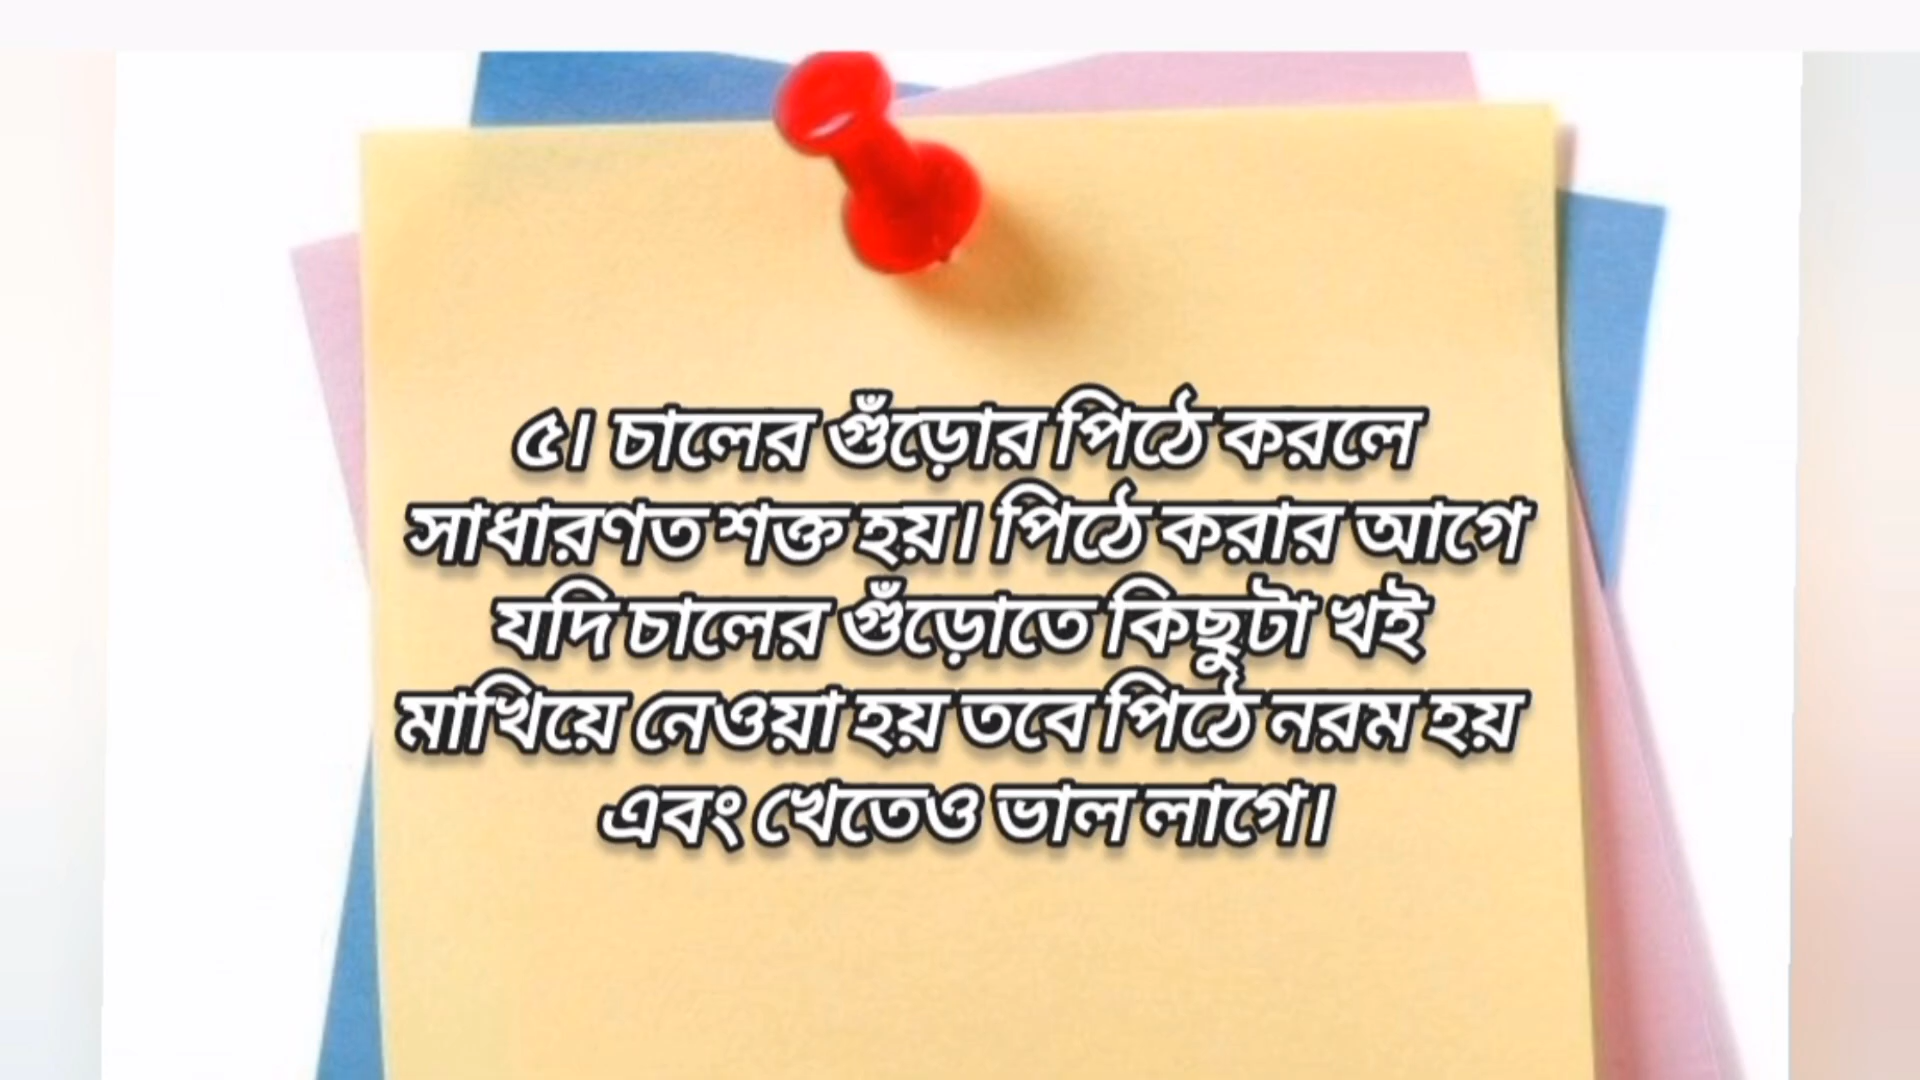 ৫। চালের গুঁড়োর পিঠে করলে
সাধারণত শক্ত হয়। পিঠে করার আগে
যদি চালের গুঁড়োতে কিছুটা খই
মাখিয়ে নেওয়া হয় তবে পিঠে নরম হয়
এবং খেতেও ভাল লাগে।